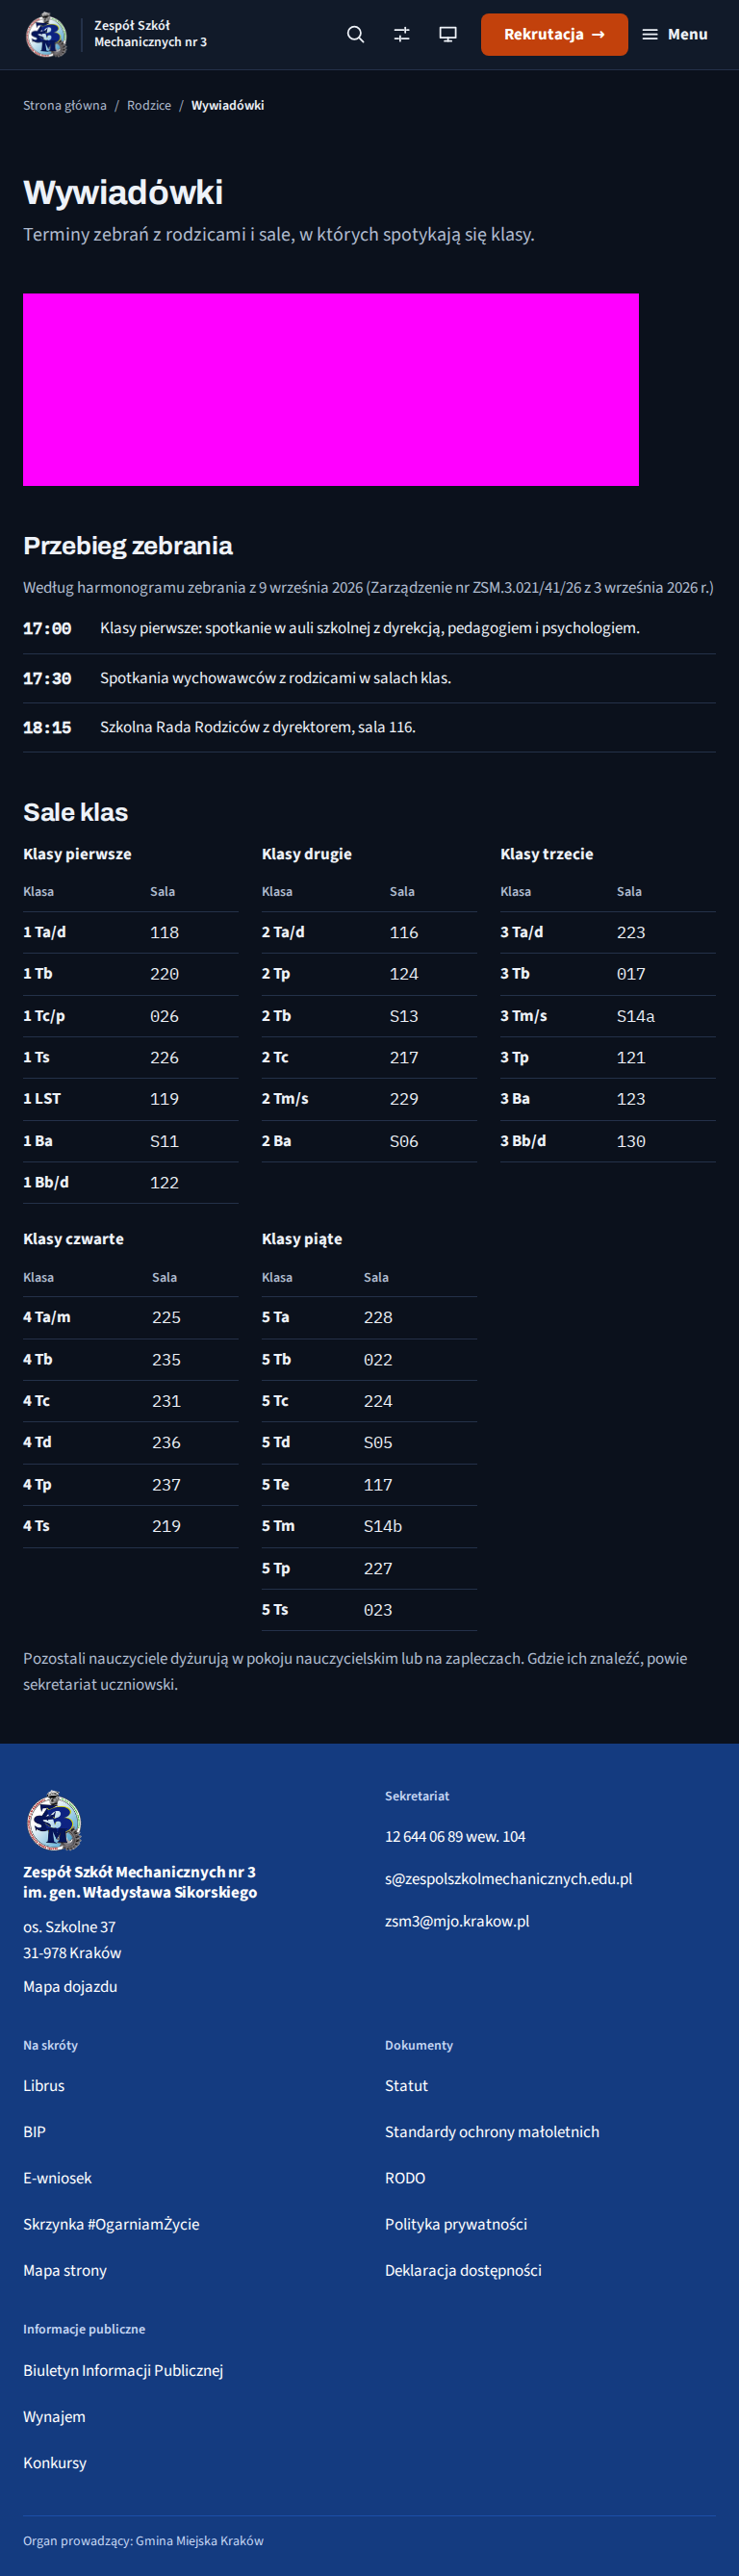 Zespół Szkół
Mechanicznych nr 3
Rekrutacja →
Menu
Strona główna / Rodzice / Wywiadówki
Wywiadówki
Terminy zebrań z rodzicami i sale, w których spotykają się klasy.
Przebieg zebrania
Według harmonogramu zebrania z 9 września 2026 (Zarządzenie nr ZSM.3.021/41/26 z 3 września 2026 r.)
17:00 Klasy pierwsze: spotkanie w auli szkolnej z dyrekcją, pedagogiem i psychologiem.
17:30 Spotkania wychowawców z rodzicami w salach klas.
18:15 Szkolna Rada Rodziców z dyrektorem, sala 116.
Sale klas
Klasy pierwsze
Klasa Sala
1 Ta/d 118
1 Tb 220
1 Tc/p 026
1 Ts 226
1 LST 119
1 Ba S11
1 Bb/d 122
Klasy drugie
Klasa Sala
2 Ta/d 116
2 Tp 124
2 Tb S13
2 Tc 217
2 Tm/s 229
2 Ba S06
Klasy trzecie
Klasa Sala
3 Ta/d 223
3 Tb 017
3 Tm/s S14a
3 Tp 121
3 Ba 123
3 Bb/d 130
Klasy czwarte
Klasa Sala
4 Ta/m 225
4 Tb 235
4 Tc 231
4 Td 236
4 Tp 237
4 Ts 219
Klasy piąte
Klasa Sala
5 Ta 228
5 Tb 022
5 Tc 224
5 Td S05
5 Te 117
5 Tm S14b
5 Tp 227
5 Ts 023
Pozostali nauczyciele dyżurują w pokoju nauczycielskim lub na zapleczach. Gdzie ich znaleźć, powie
sekretariat uczniowski.
Zespół Szkół Mechanicznych nr 3
im. gen. Władysława Sikorskiego
os. Szkolne 37
31-978 Kraków
Mapa dojazdu
Sekretariat
12 644 06 89 wew. 104
s@zespolszkolmechanicznych.edu.pl
zsm3@mjo.krakow.pl
Na skróty
Librus
BIP
E-wniosek
Skrzynka #OgarniamŻycie
Mapa strony
Dokumenty
Statut
Standardy ochrony małoletnich
RODO
Polityka prywatności
Deklaracja dostępności
Informacje publiczne
Biuletyn Informacji Publicznej
Wynajem
Konkursy
Organ prowadzący: Gmina Miejska Kraków